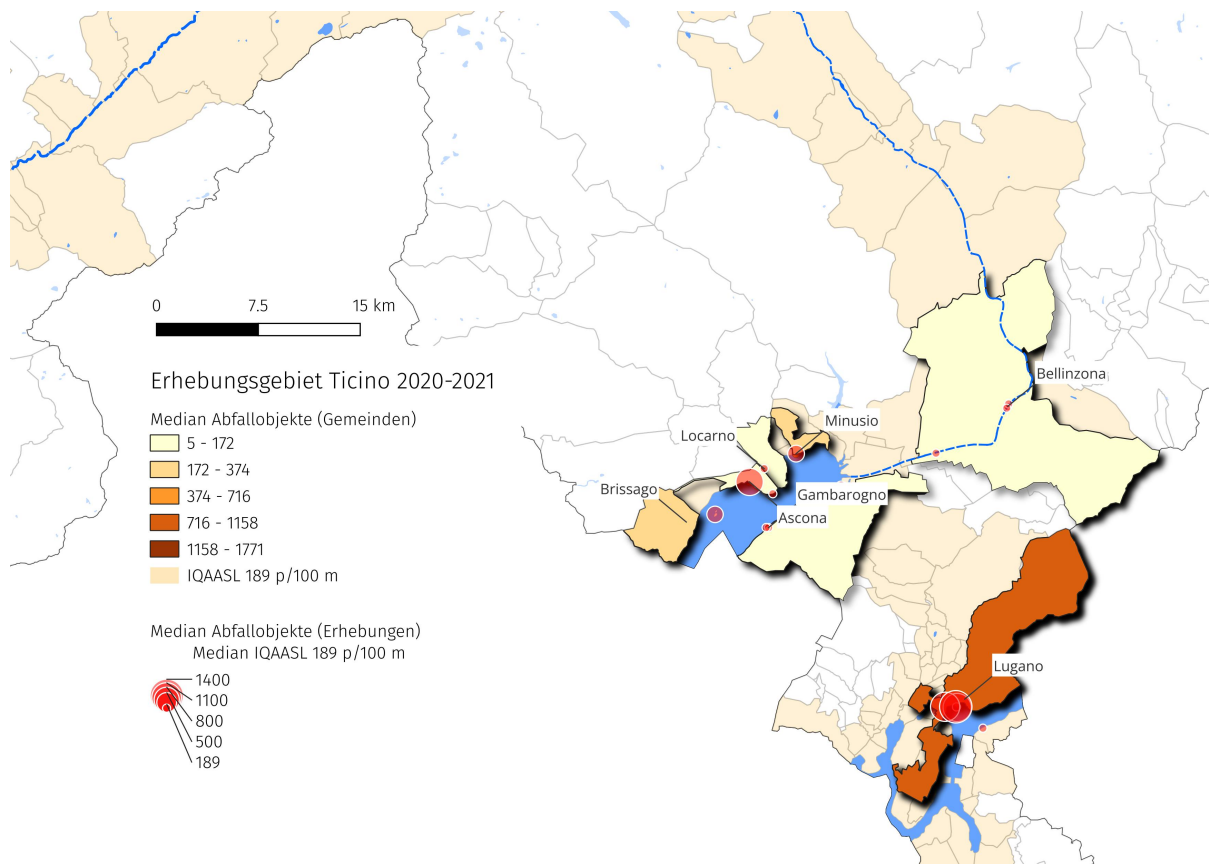 0 7.5 15 km
Erhebungsgebiet Ticino 2020-2021
Median Abfallobjekte (Gemeinden)
5 - 172
172 - 374
374 - 716
716 - 1158
1158 - 1771
IQAASL 189 p/100 m
Median Abfallobjekte (Erhebungen)
Median IQAASL 189 p/100 m
1400
1100
800
500
189
Bellinzona
Minusio
Locarno
Brissago
Gambarogno
Ascona
Lugano